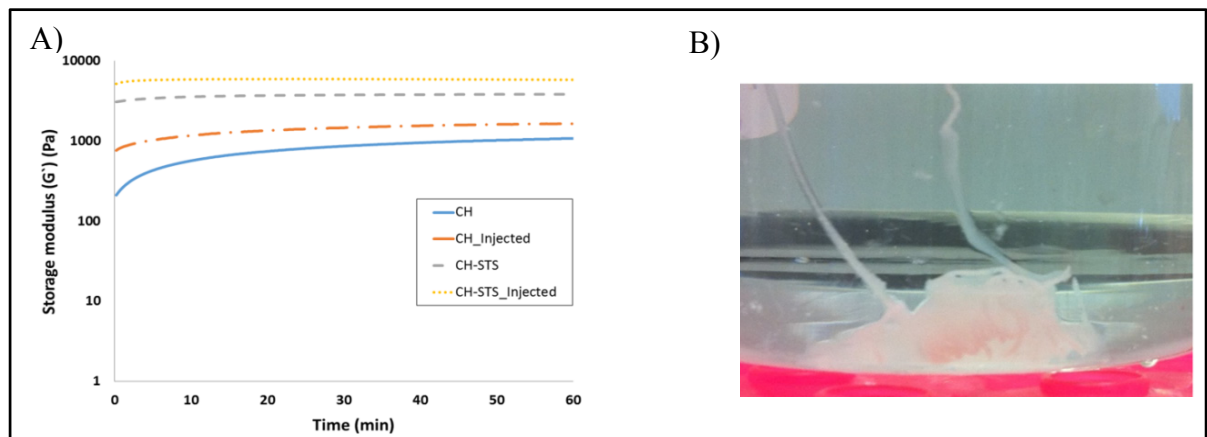 A)
B)
Storage modulus (G`) (Pa)
10000
1000
100
10
1
CH
CH_Injected
CH-STS
CH-STS_Injected
0 10 20 30 40 50 60
Time (min)